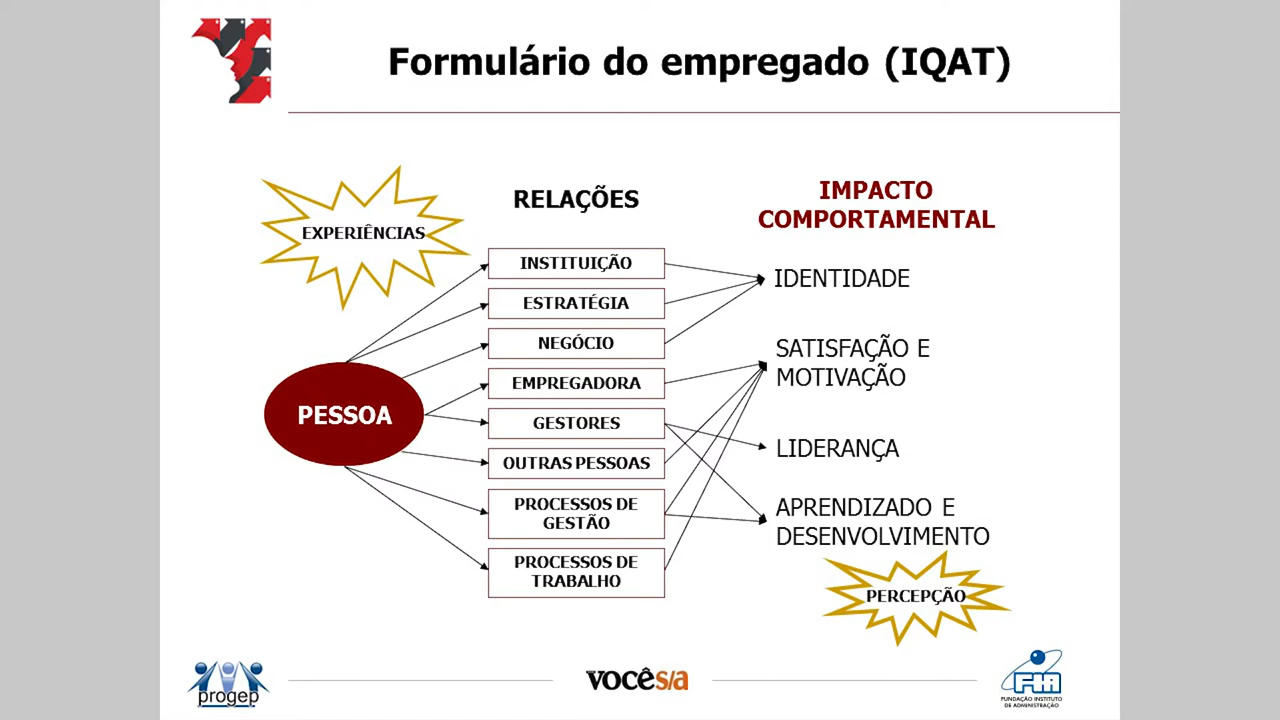 Formulário do empregado (IQAT)
EXPERIÊNCIAS
PESSOA
RELAÇÕES
INSTITUIÇÃO
ESTRATÉGIA
NEGÓCIO
EMPREGADORA
GESTORES
OUTRAS PESSOAS
PROCESSOS DE
GESTÃO
PROCESSOS DE
TRABALHO
IMPACTO
COMPORTAMENTAL
IDENTIDADE
SATISFAÇÃO E
MOTIVAÇÃO
LIDERANÇA
APRENDIZADO E
DESENVOLVIMENTO
PERCEPÇÃO
progep
VOCÊs/a
FIA
FUNDAÇÃO INSTITUTO
DE ADMINISTRAÇÃO